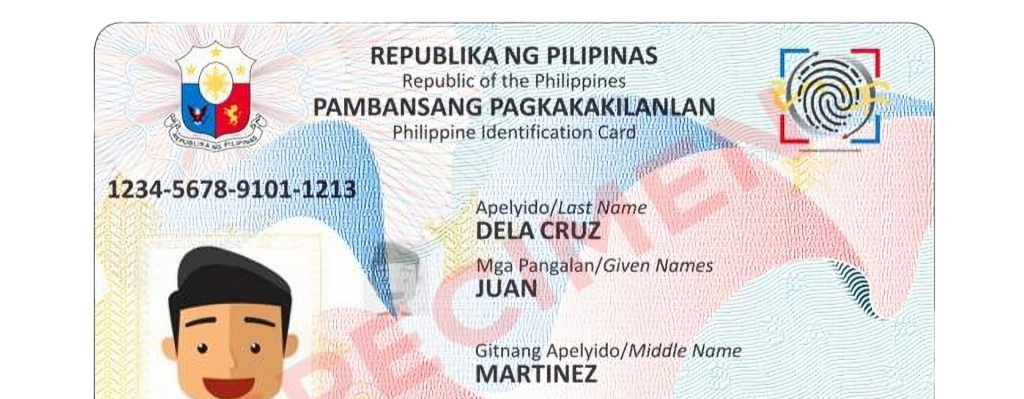 REPUBLIKA NG PILIPINAS
Republic of the Philippines
PAMBANSANG PAGKAKAKILANLAN
Philippine Identification Card
REPUBLIKA NG PILIPINAS
1234-5678-9101-1213
Apelyido/Last Name
DELA CRUZ
Mga Pangalan/Given Names
JUAN
Gitnang Apelyido/Middle Name
MARTINEZ
SPECIMEN